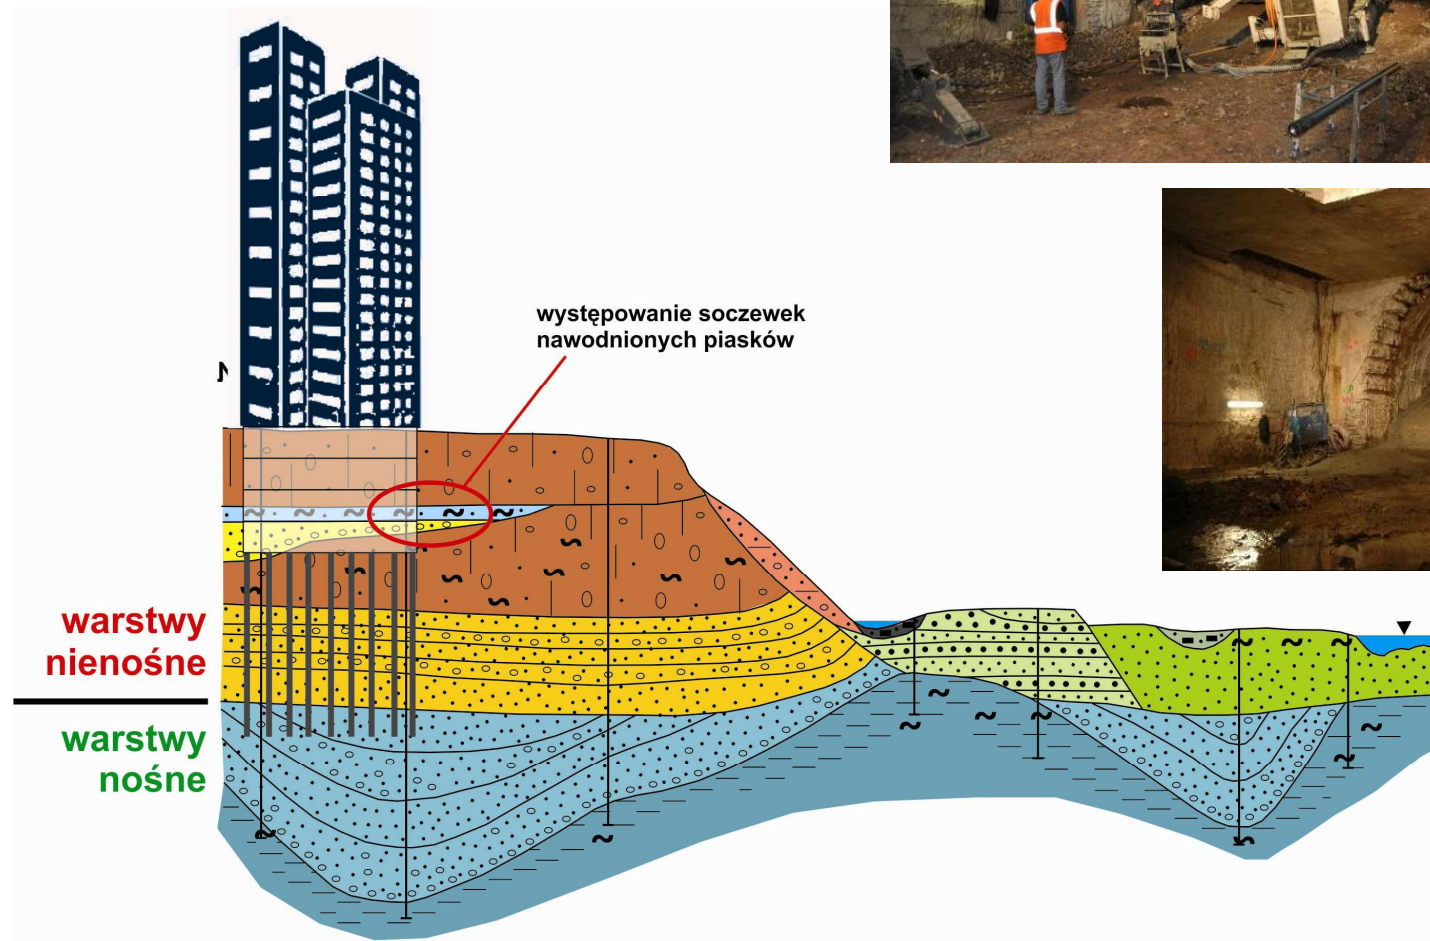 występowanie soczewek
nawodnionych piasków
warstwy
nienośne
warstwy
nośne